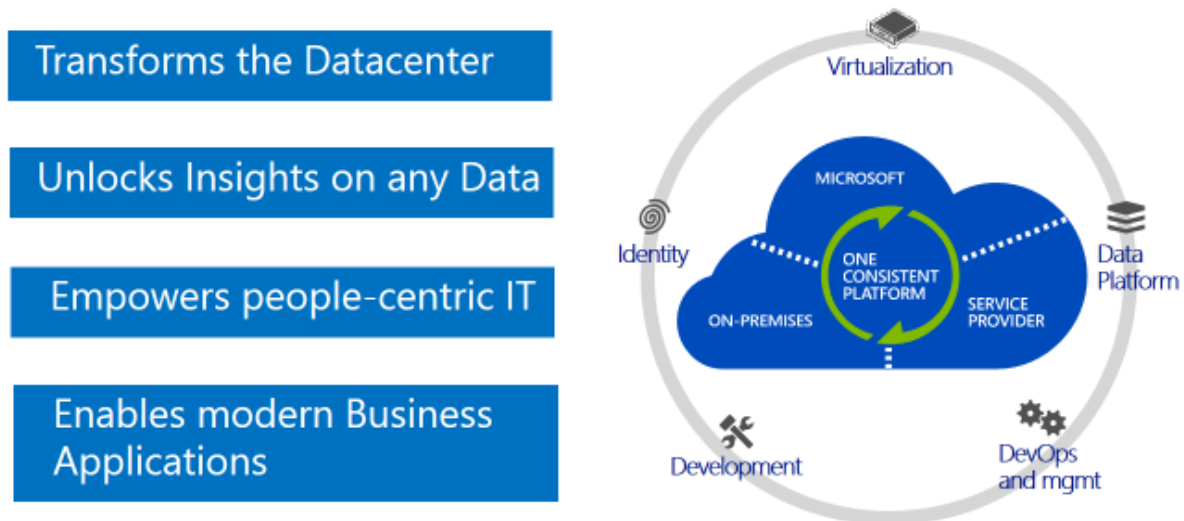 Transforms the Datacenter
Unlocks Insights on any Data
Empowers people-centric IT
Enables modern Business
Applications
Virtualization
Identity
Data
Platform
MICROSOFT
ONE
CONSISTENT
PLATFORM
ON-PREMISES
SERVICE
PROVIDER
Development
DevOps
and mgmt